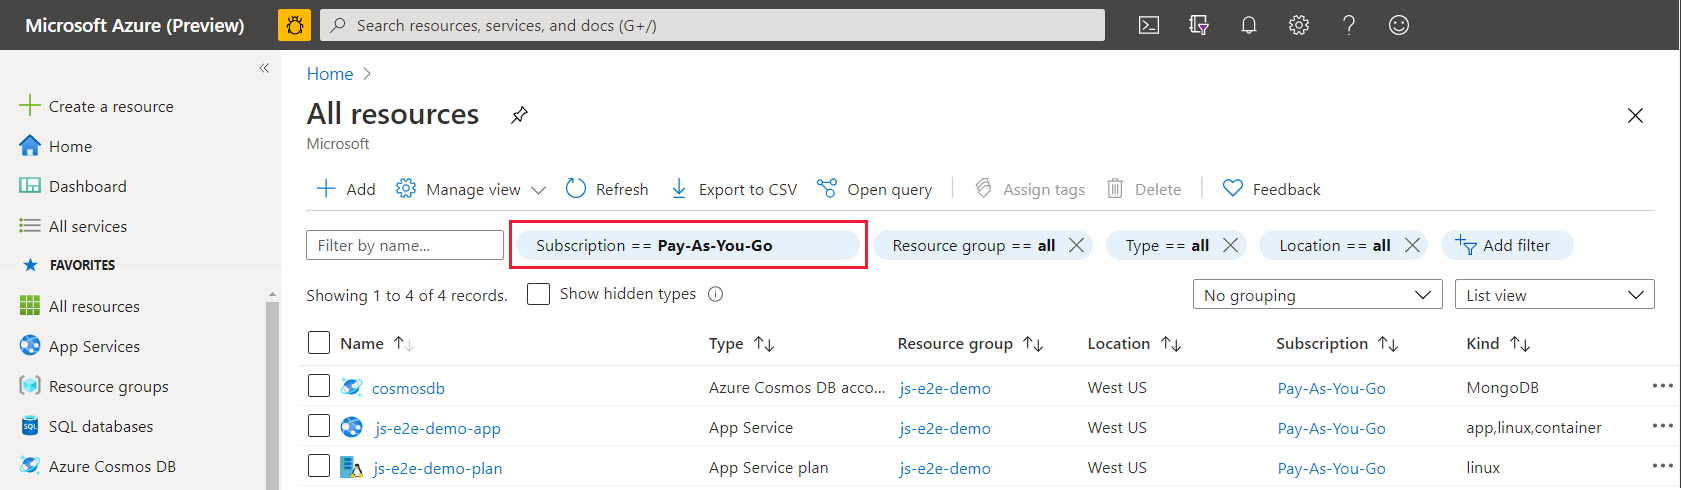 Microsoft Azure (Preview)
Search resources, services, and docs (G+/)
Create a resource
Home
Dashboard
All services
FAVORITES
All resources
App Services
Resource groups
SQL databases
Azure Cosmos DB
Home
All resources
Microsoft
Add Manage view Refresh Export to CSV Open query Assign tags Delete Feedback
Filter by name... Subscription == Pay-As-You-Go Resource group == all Type == all Location == all Add filter
Showing 1 to 4 of 4 records. Show hidden types No grouping List view
Name Type Resource group Location Subscription Kind
cosmosdb Azure Cosmos DB acco... js-e2e-demo West US Pay-As-You-Go MongoDB
js-e2e-demo-app App Service js-e2e-demo West US Pay-As-You-Go app,linux,container
js-e2e-demo-plan App Service plan js-e2e-demo West US Pay-As-You-Go linux